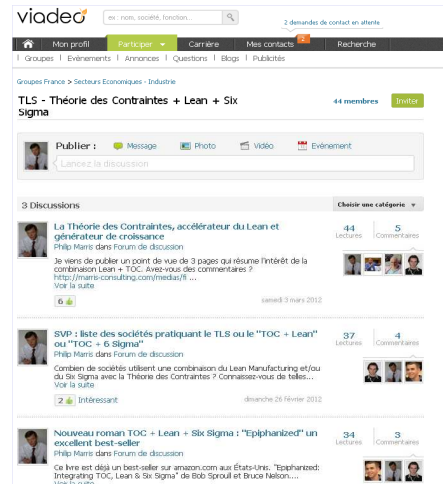 viadeo
ex : nom, société, fonction...
2 demandes de contact en attente
Mon profil Participer Carrière Mes contacts 2 Recherche
Groupes Evènements Annonces Questions Blogs Publicités
Groupes France > Secteurs Economiques - Industrie
TLS - Théorie des Contraintes + Lean + Six
Sigma
44 membres
Inviter
Publier : Message Photo Vidéo Evènement
Lancez la discussion
3 Discussions
Choisir une catégorie
La Théorie des Contraintes, accélérateur du Lean et
générateur de croissance
Philip Marris dans Forum de discussion
Je viens de publier un point de vue de 3 pages qui résume l'intérêt de la
combinaison Lean + TOC. Avez-vous des commentaires ?
http://marris-consulting.com/medias/fi ...
Voir la suite
6
samedi 3 mars 2012
44 5
Lectures Commentaires
SVP : liste des sociétés pratiquant le TLS ou le "TOC + Lean"
ou "TOC + 6 Sigma"
Philip Marris dans Forum de discussion
Combien de sociétés utilisent une combinaison du Lean Manufacturing et/ou
du Six Sigma avec la Théorie des Contraintes ? Connaissez-vous de telles...
Voir la suite
2 Intéressant
dimanche 26 février 2012
37 4
Lectures Commentaires
Nouveau roman TOC + Lean + Six Sigma : "Epiphanized" un
excellent best-seller
Philip Marris dans Forum de discussion
Ce livre est déjà un best-seller sur amazon.com aux États-Unis. "Epiphanized:
Integrating TOC, Lean & Six Sigma" de Bob Sproull et Bruce Nelson....
Voir la suite
34 3
Lectures Commentaires